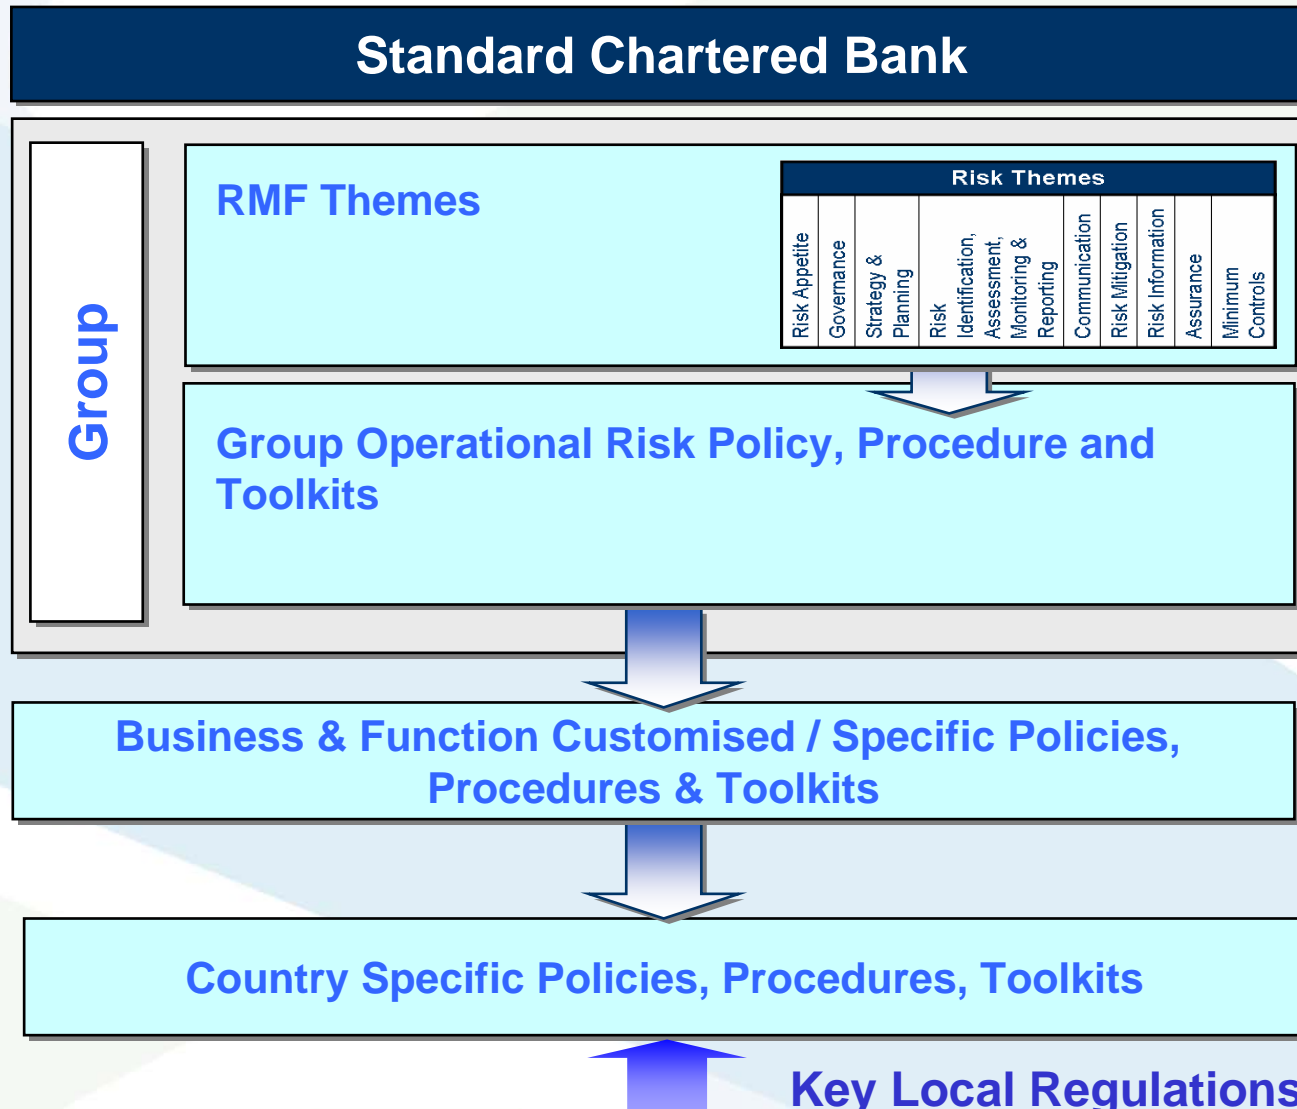 Standard Chartered Bank
Group
RMF Themes
Risk Themes
Risk Appetite
Governance
Strategy &
Planning
Risk
Identification,
Assessment,
Monitoring &
Reporting
Communication
Risk Mitigation
Risk Information
Assurance
Minimum
Controls
Group Operational Risk Policy, Procedure and
Toolkits
Business & Function Customised / Specific Policies,
Procedures & Toolkits
Country Specific Policies, Procedures, Toolkits
Key Local Regulations